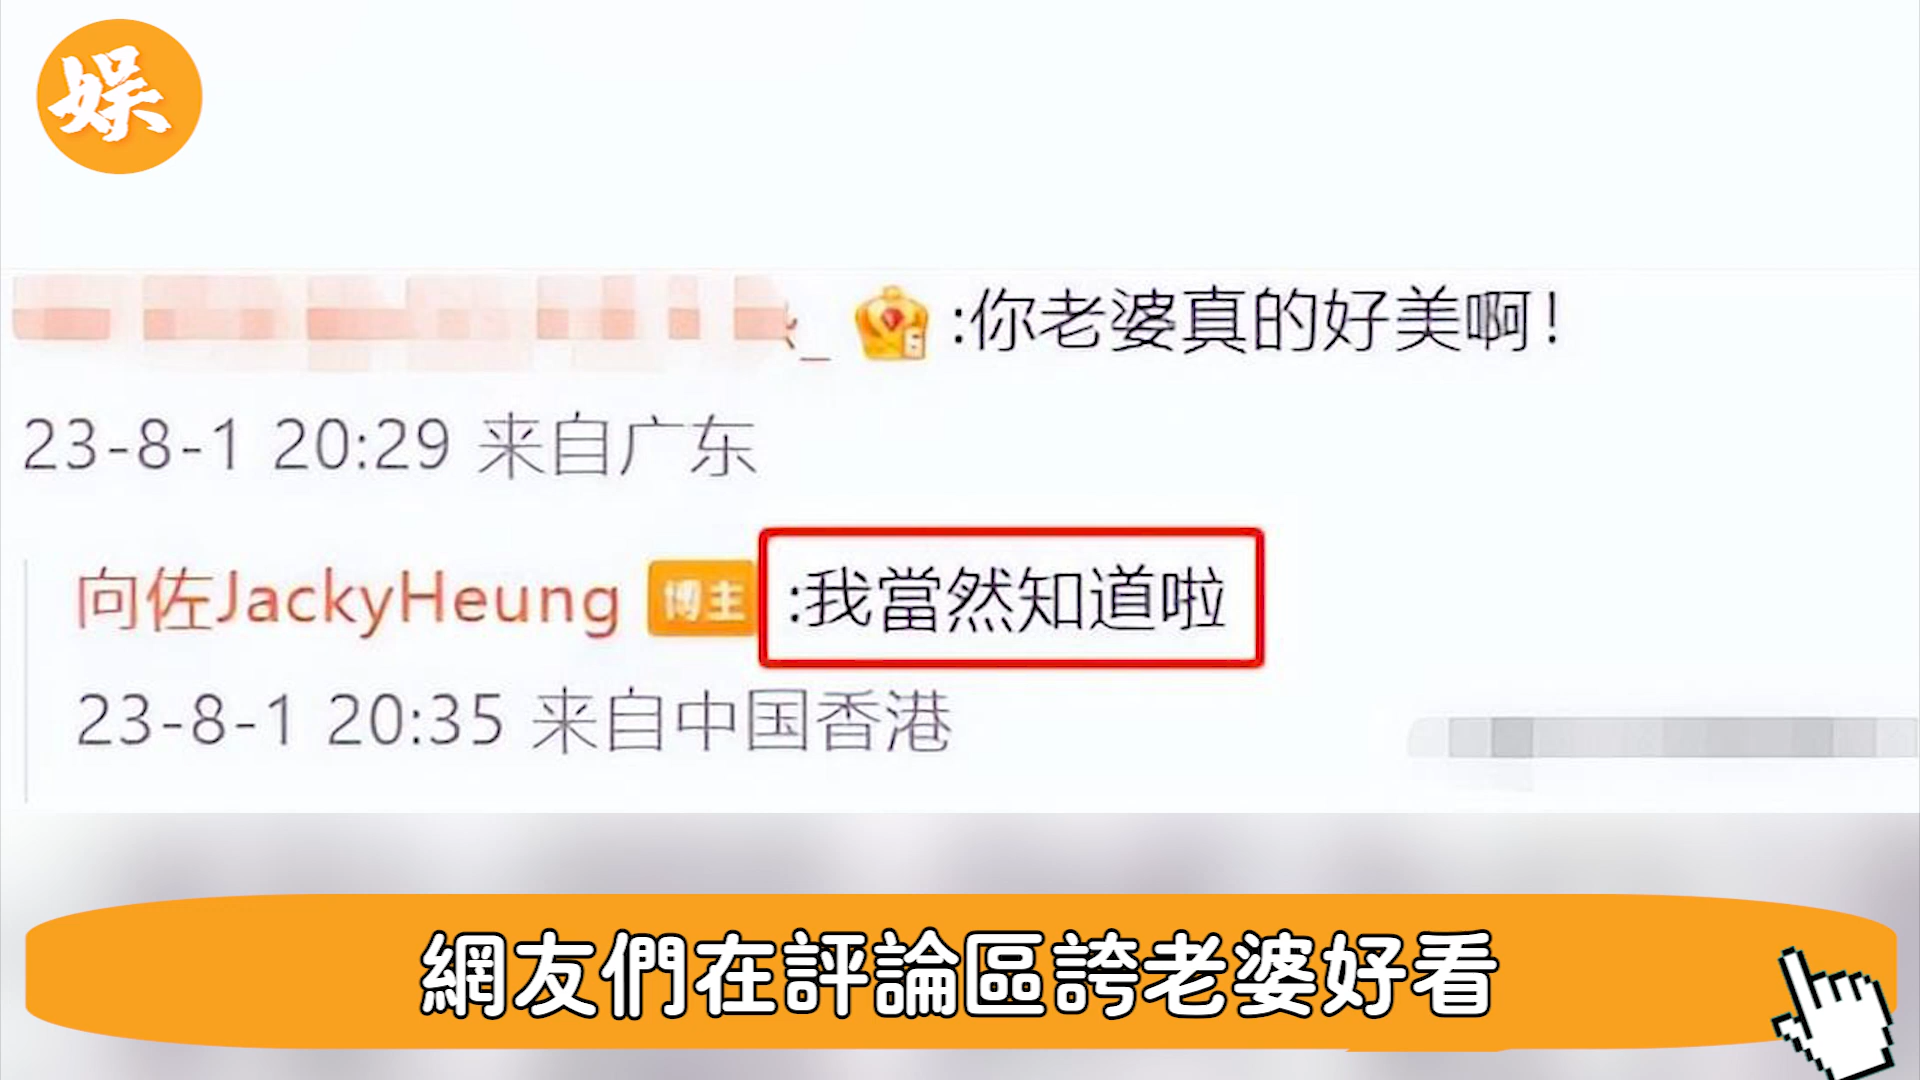 娱
:你老婆真的好美啊!
23-8-1 20:29 来自广东
向佐JackyHeung 博主 :我當然知道啦
23-8-1 20:35 来自中国香港
網友們在評論區誇老婆好看